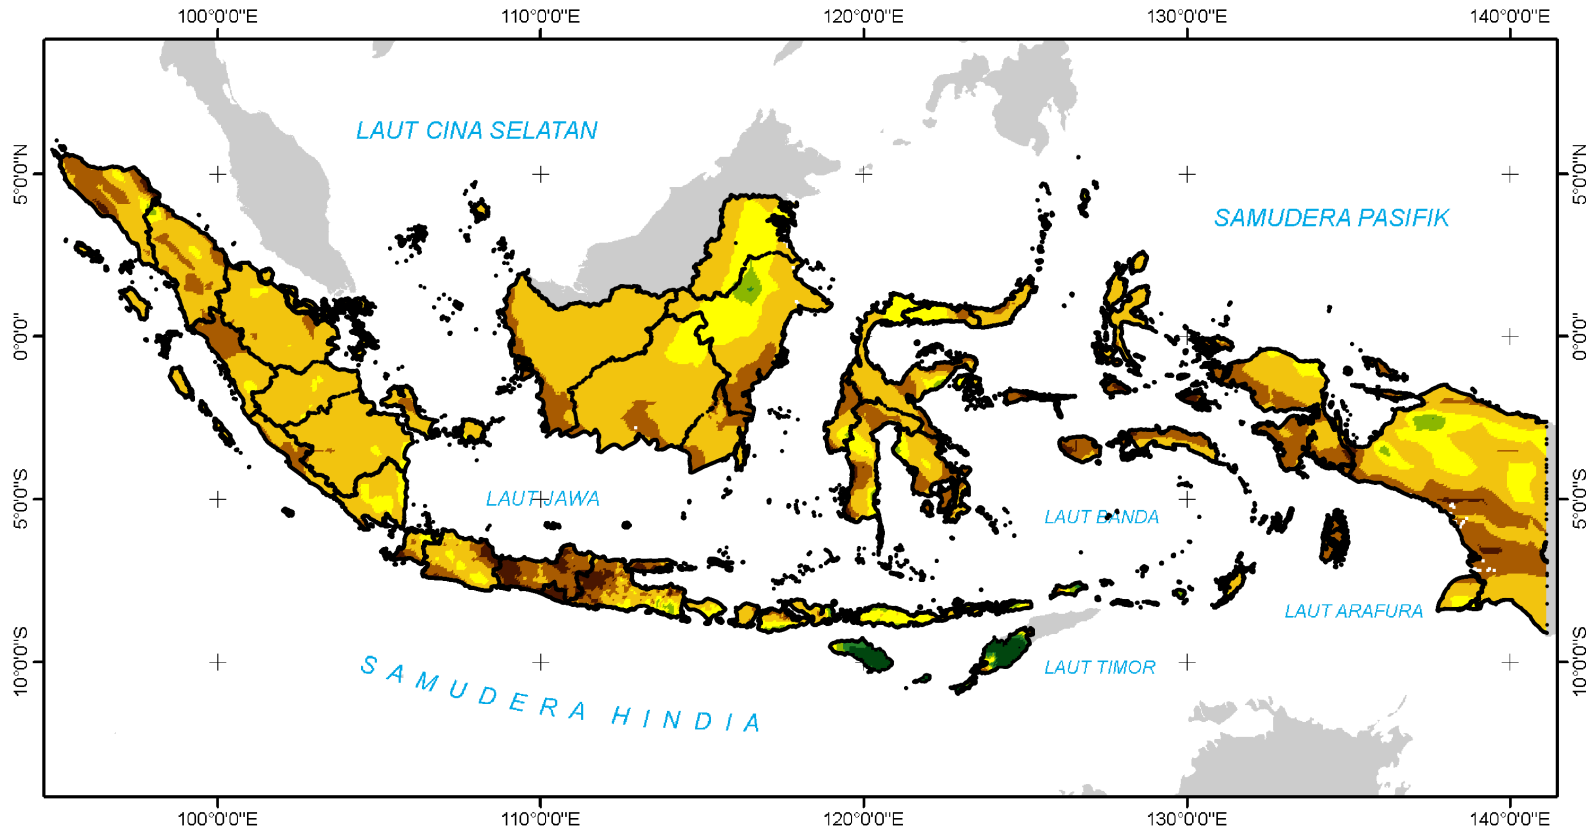 100°0'0"E 110°0'0"E 120°0'0"E 130°0'0"E 140°0'0"E
LAUT CINA SELATAN
5°0'0"N 5°0'0"N
SAMUDERA PASIFIK
0°0'0" 0°0'0"
5°0'0"S 5°0'0"S
LAUT JAWA
LAUT BANDA
LAUT ARAFURA
10°0'0"S 10°0'0"S
LAUT TIMOR
SAMUDERA HINDIA
100°0'0"E 110°0'0"E 120°0'0"E 130°0'0"E 140°0'0"E